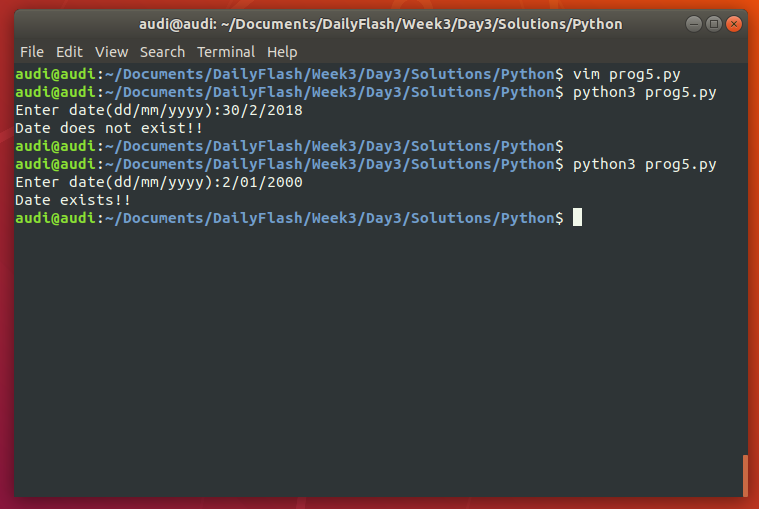 audi@audi: ~/Documents/DailyFlash/Week3/Day3/Solutions/Python
File Edit View Search Terminal Help
audi@audi:~/Documents/DailyFlash/Week3/Day3/Solutions/Python$ vim prog5.py
audi@audi:~/Documents/DailyFlash/Week3/Day3/Solutions/Python$ python3 prog5.py
Enter date(dd/mm/yyyy):30/2/2018
Date does not exist!!
audi@audi:~/Documents/DailyFlash/Week3/Day3/Solutions/Python$
audi@audi:~/Documents/DailyFlash/Week3/Day3/Solutions/Python$ python3 prog5.py
Enter date(dd/mm/yyyy):2/01/2000
Date exists!!
audi@audi:~/Documents/DailyFlash/Week3/Day3/Solutions/Python$